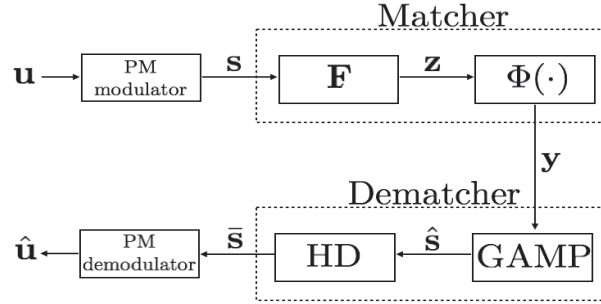 Matcher
u
PM
modulator
s
F
z
Φ(·)
y
Dematcher
û
PM
demodulator
s̄
HD
ŝ
GAMP